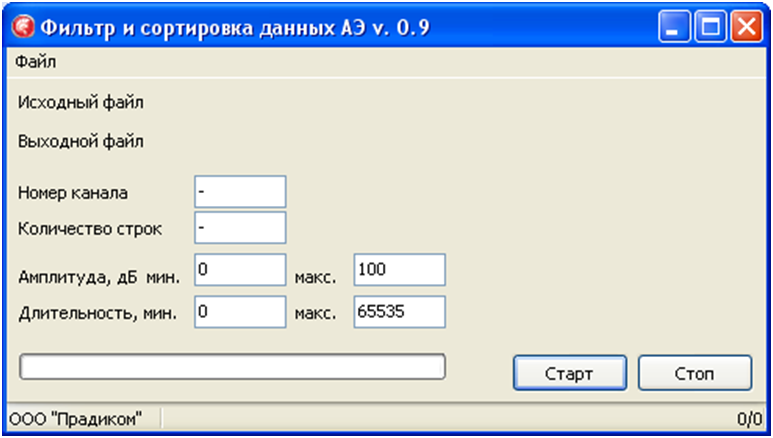 Фильтр и сортировка данных АЭ v. 0.9
Файл
Исходный файл
Выходной файл
Номер канала -
Количество строк -
Амплитуда, дБ мин. 0 макс. 100
Длительность, мин. 0 макс. 65535
Старт Стоп
ООО "Прадиком" 0/0